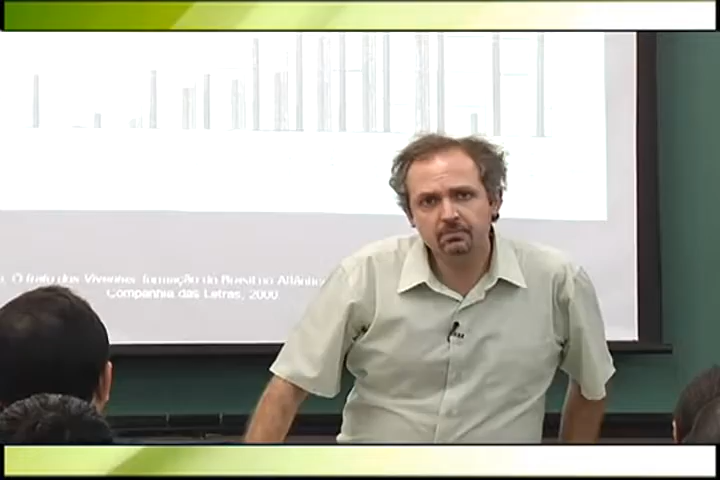 O trato dos Viventes: formação do Brasil no Atlântico
Companhia das Letras, 2000.